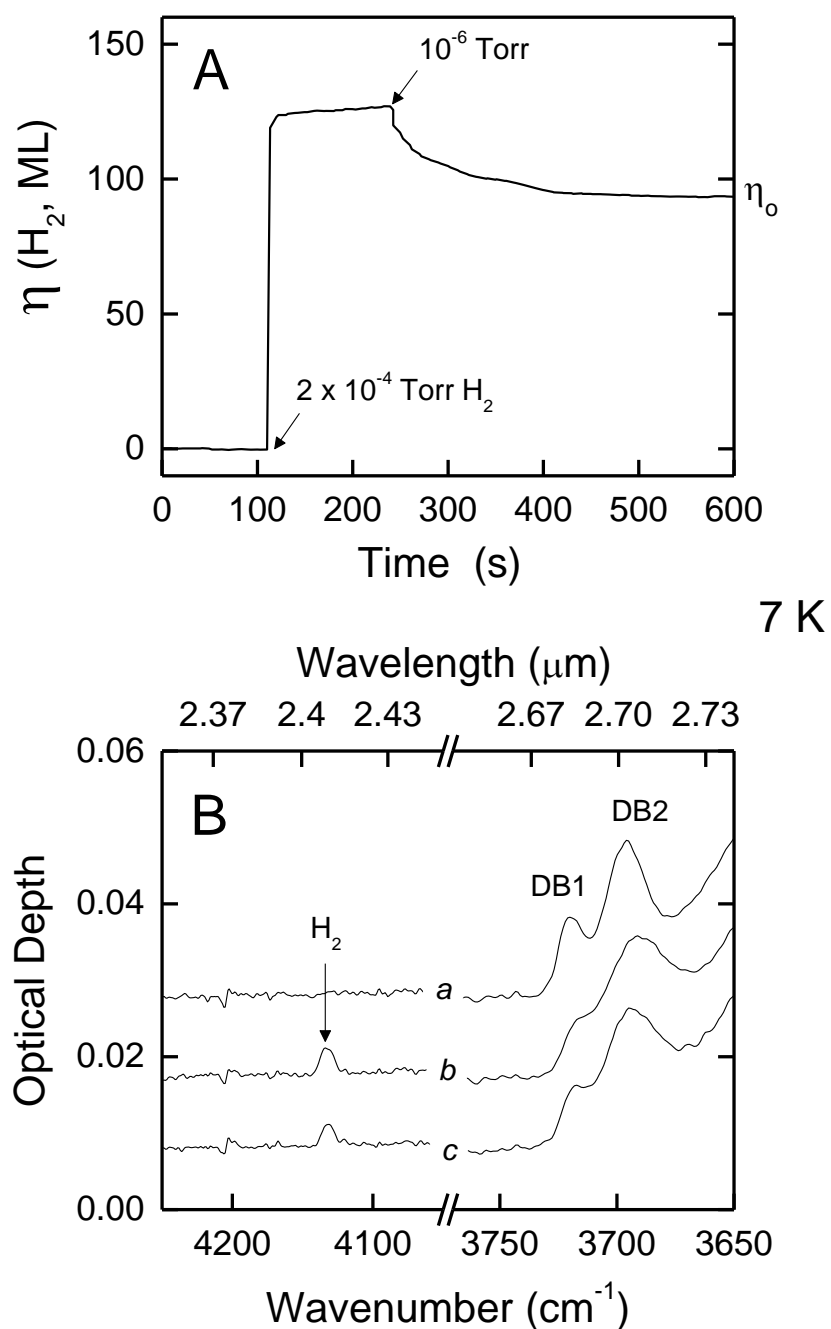 150
A
10⁻⁶ Torr
100
ηₒ
η (H₂, ML)
50
2 x 10⁻⁴ Torr H₂
0
0 100 200 300 400 500 600
Time (s)
7 K
Wavelength (μm)
2.37 2.4 2.43 2.67 2.70 2.73
0.06
B
DB2
DB1
0.04
H₂
a
Optical Depth
0.02
b
c
0.00
4200 4100 3750 3700 3650
Wavenumber (cm⁻¹)